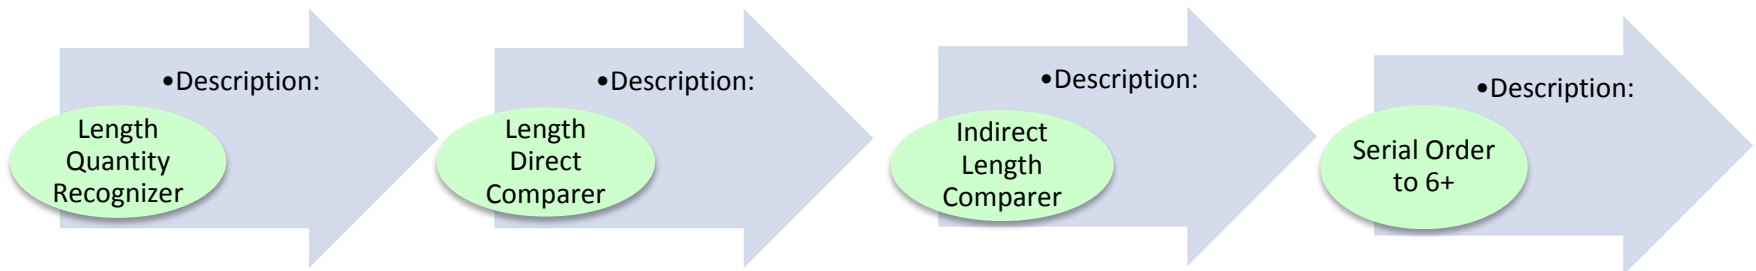 •Description:
Length
Quantity
Recognizer
•Description:
Length
Direct
Comparer
•Description:
Indirect
Length
Comparer
•Description:
Serial Order
to 6+